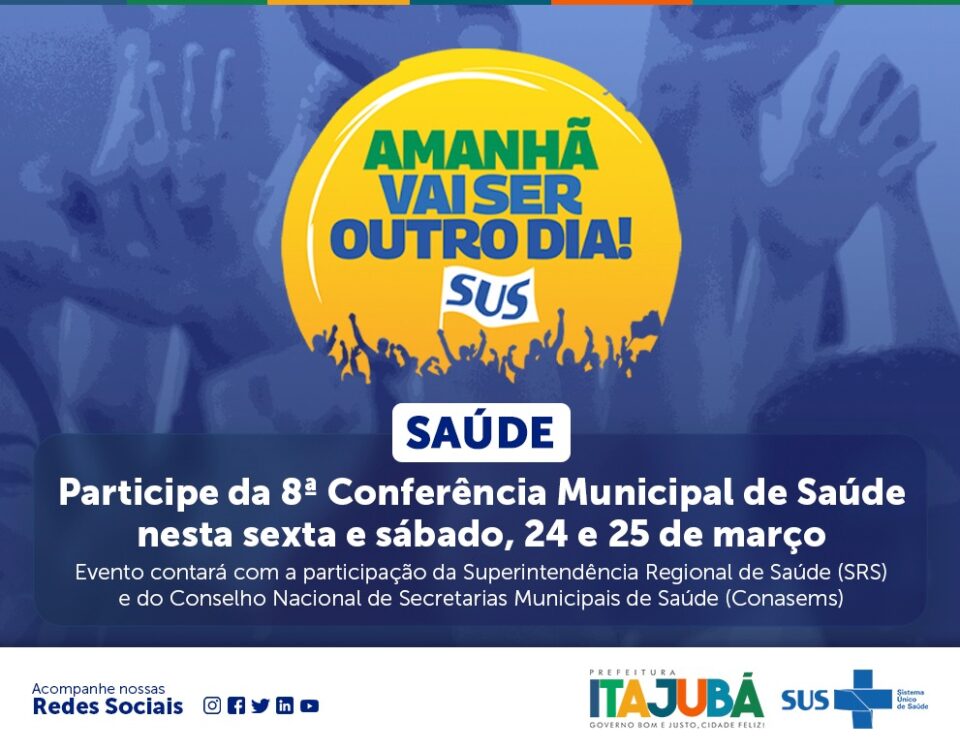 AMANHÃ
VAI SER
OUTRO DIA!
SUS
SAÚDE
Participe da 8ª Conferência Municipal de Saúde
nesta sexta e sábado, 24 e 25 de março
Evento contará com a participação da Superintendência Regional de Saúde (SRS)
e do Conselho Nacional de Secretarias Municipais de Saúde (Conasems)
Acompanhe nossas
Redes Sociais
PREFEITURA
ITAJUBÁ
GOVERNO BOM E JUSTO, CIDADE FELIZ!
SUS
Sistema
Único
de Saúde